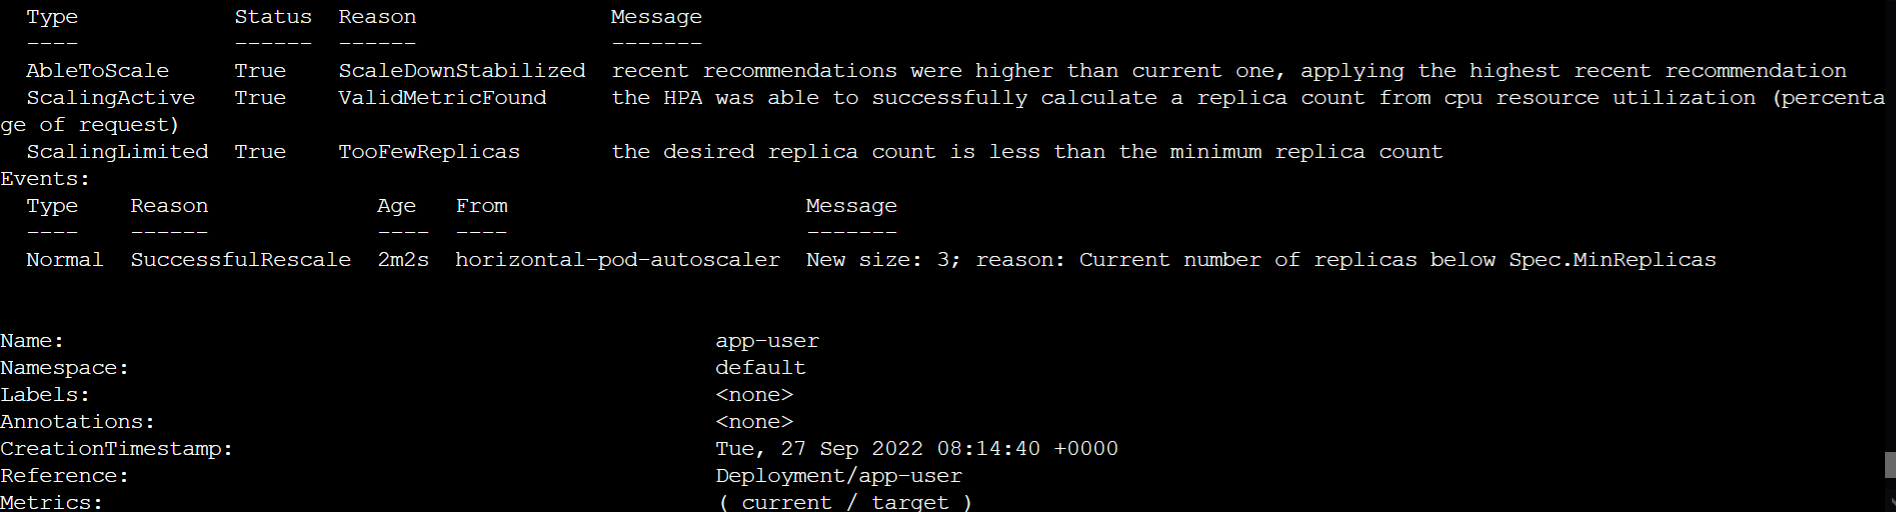 Type            Status  Reason               Message
----            ------  ------               -------
AbleToScale     True    ScaleDownStabilized  recent recommendations were higher than current one, applying the highest recent recommendation
ScalingActive   True    ValidMetricFound     the HPA was able to successfully calculate a replica count from cpu resource utilization (percenta
ge of request)
ScalingLimited  True    TooFewReplicas       the desired replica count is less than the minimum replica count
Events:
Type    Reason             Age   From                       Message
----    ------             ----  ----                       -------
Normal  SuccessfulRescale  2m2s  horizontal-pod-autoscaler  New size: 3; reason: Current number of replicas below Spec.MinReplicas
Name:                                                  app-user
Namespace:                                             default
Labels:                                                <none>
Annotations:                                           <none>
CreationTimestamp:                                     Tue, 27 Sep 2022 08:14:40 +0000
Reference:                                             Deployment/app-user
Metrics:                                               ( current / target )